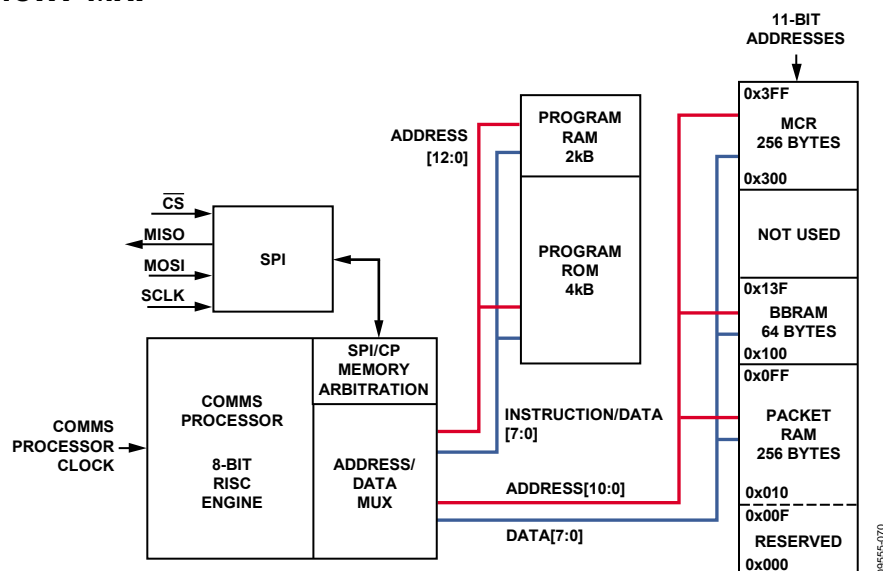 11-BIT
ADDRESSES
0x3FF
MCR
256 BYTES
0x300
NOT USED
0x13F
BBRAM
64 BYTES
0x100
0x0FF
PACKET
RAM
256 BYTES
0x010
0x00F
RESERVED
0x000
PROGRAM
RAM
2kB
PROGRAM
ROM
4kB
ADDRESS
[12:0]
CS
MISO
MOSI
SCLK
SPI
SPI/CP
MEMORY
ARBITRATION
COMMS
PROCESSOR
8-BIT
RISC
ENGINE
ADDRESS/
DATA
MUX
COMMS
PROCESSOR
CLOCK
INSTRUCTION/DATA
[7:0]
ADDRESS[10:0]
DATA[7:0]
09555-070